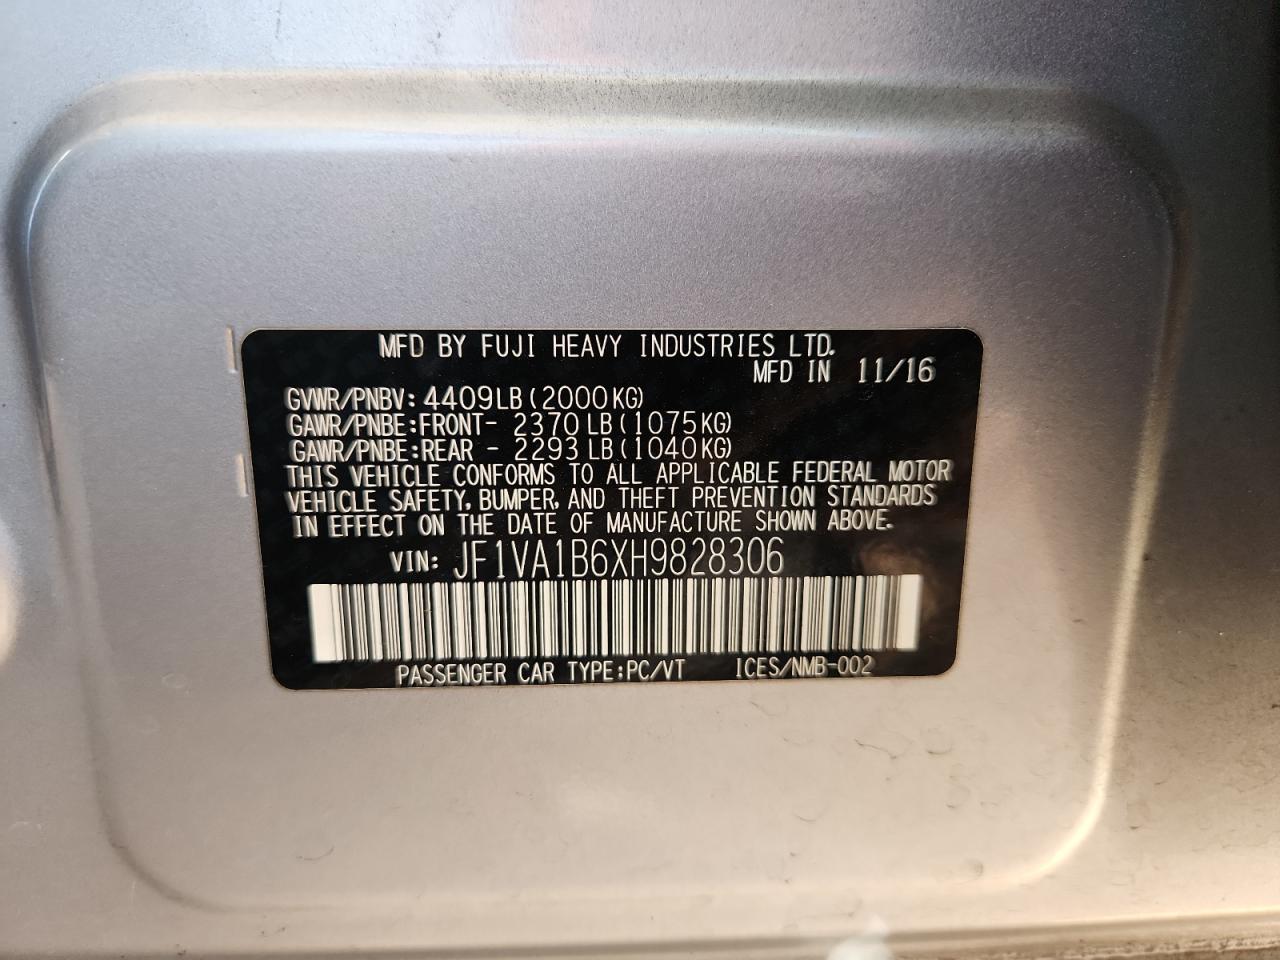 MFD BY FUJI HEAVY INDUSTRIES LTD.
MFD IN 11/16
GVWR/PNBV: 4409LB(2000KG)
GAWR/PNBE:FRONT- 2370LB(1075KG)
GAWR/PNBE:REAR - 2293LB(1040KG)
THIS VEHICLE CONFORMS TO ALL APPLICABLE FEDERAL MOTOR
VEHICLE SAFETY, BUMPER, AND THEFT PREVENTION STANDARDS
IN EFFECT ON THE DATE OF MANUFACTURE SHOWN ABOVE.
VIN: JF1VA1B6XH9828306
PASSENGER CAR TYPE:PC/VT ICES/NMB-002